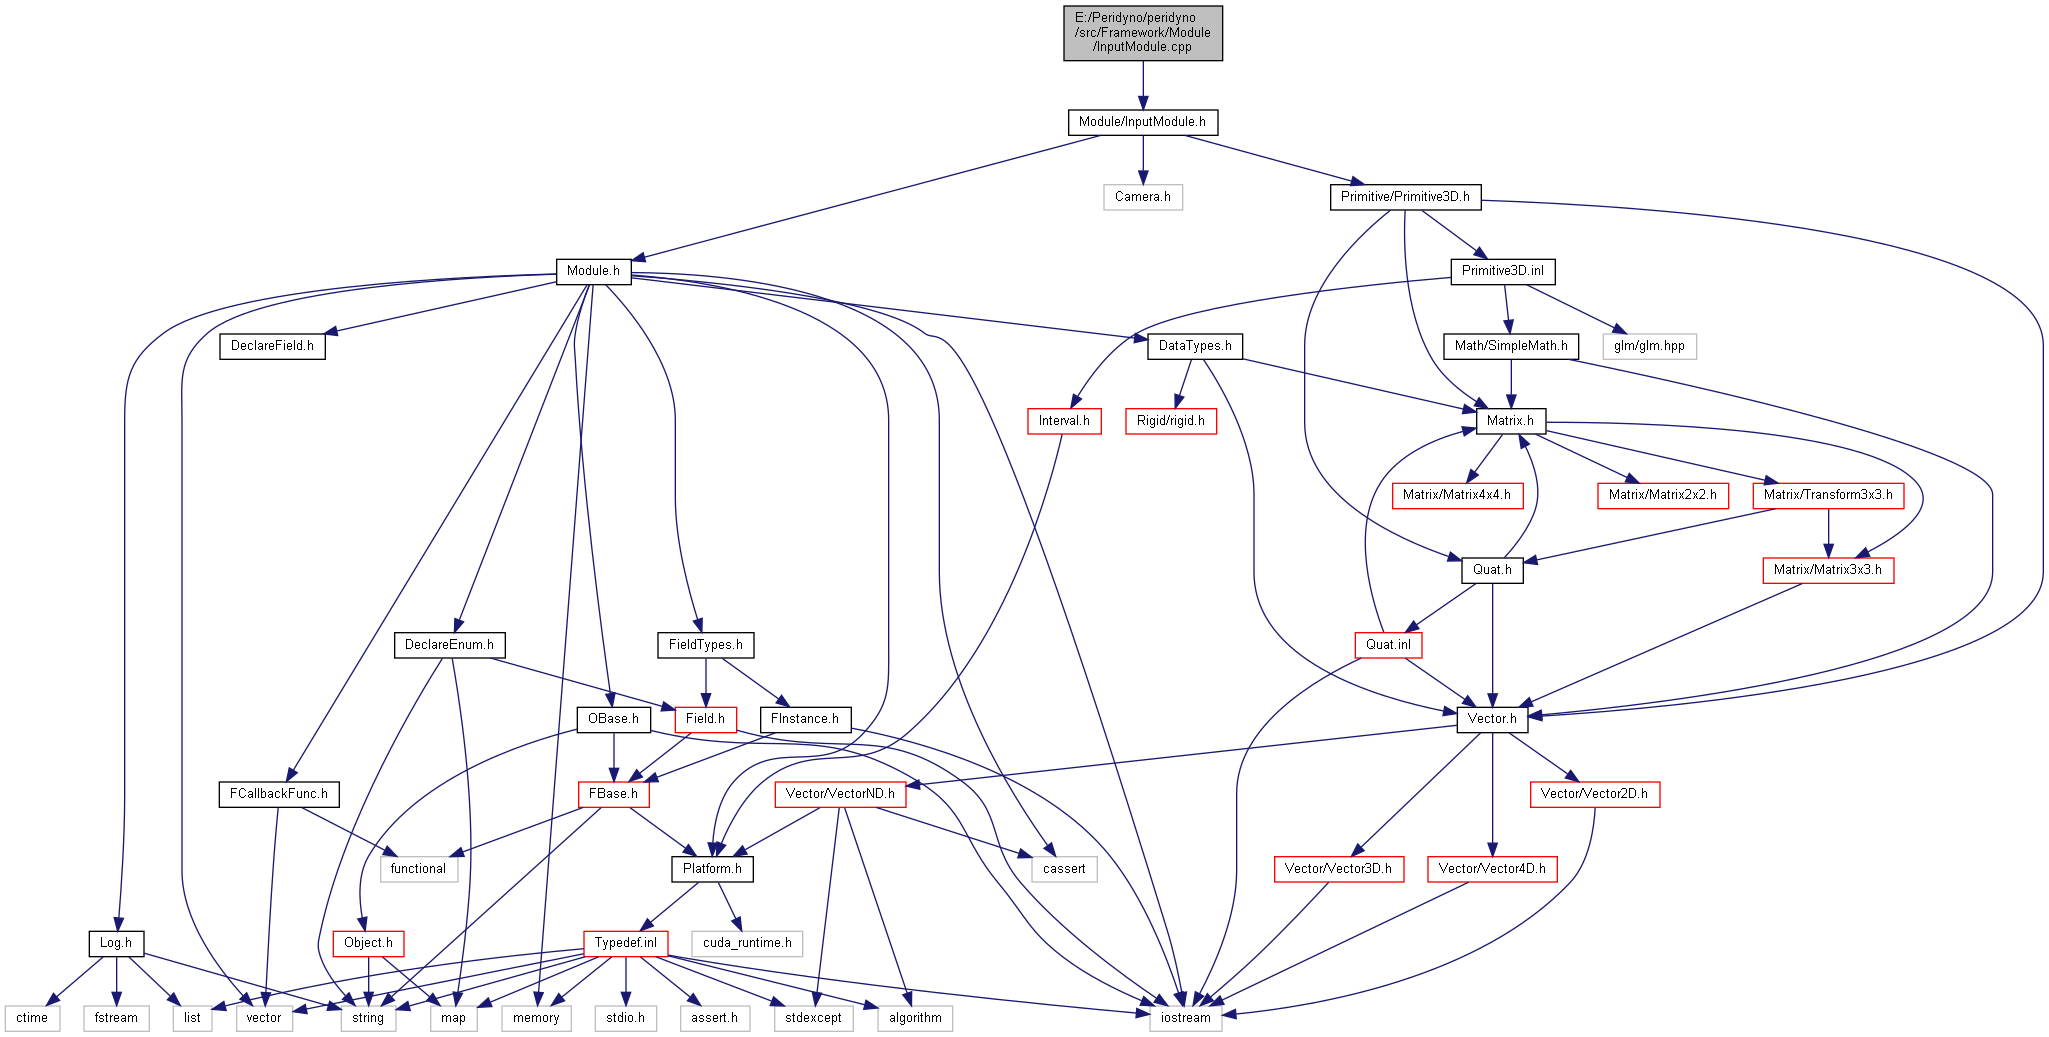 E:/Peridyno/peridyno
/src/Framework/Module
/InputModule.cpp
Module/InputModule.h
Camera.h
Primitive/Primitive3D.h
Module.h
Primitive3D.inl
DeclareField.h
DataTypes.h
Math/SimpleMath.h
glm/glm.hpp
Interval.h
Rigid/rigid.h
Matrix.h
Matrix/Matrix4x4.h
Matrix/Matrix2x2.h
Matrix/Transform3x3.h
Quat.h
Matrix/Matrix3x3.h
DeclareEnum.h
FieldTypes.h
Quat.inl
OBase.h
Field.h
FInstance.h
Vector.h
FCallbackFunc.h
FBase.h
Vector/VectorND.h
Vector/Vector2D.h
functional
Platform.h
cassert
Vector/Vector3D.h
Vector/Vector4D.h
Log.h
Object.h
Typedef.inl
cuda_runtime.h
ctime
fstream
list
vector
string
map
memory
stdio.h
assert.h
stdexcept
algorithm
iostream